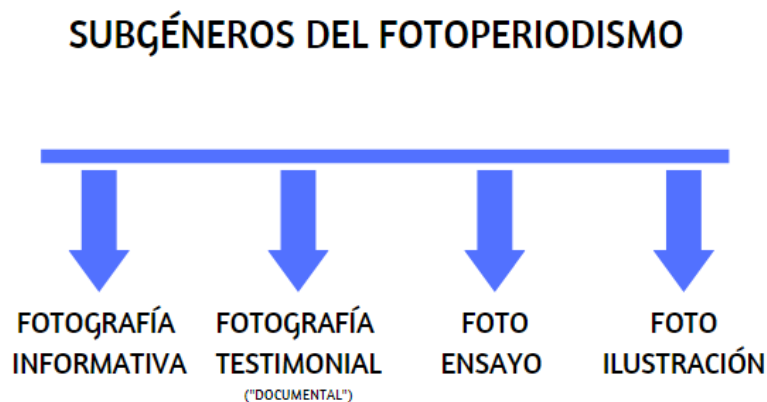 SUBGÉNEROS DEL FOTOPERIODISMO
FOTOGRAFÍA
INFORMATIVA
FOTOGRAFÍA
TESTIMONIAL
("DOCUMENTAL")
FOTO
ENSAYO
FOTO
ILUSTRACIÓN